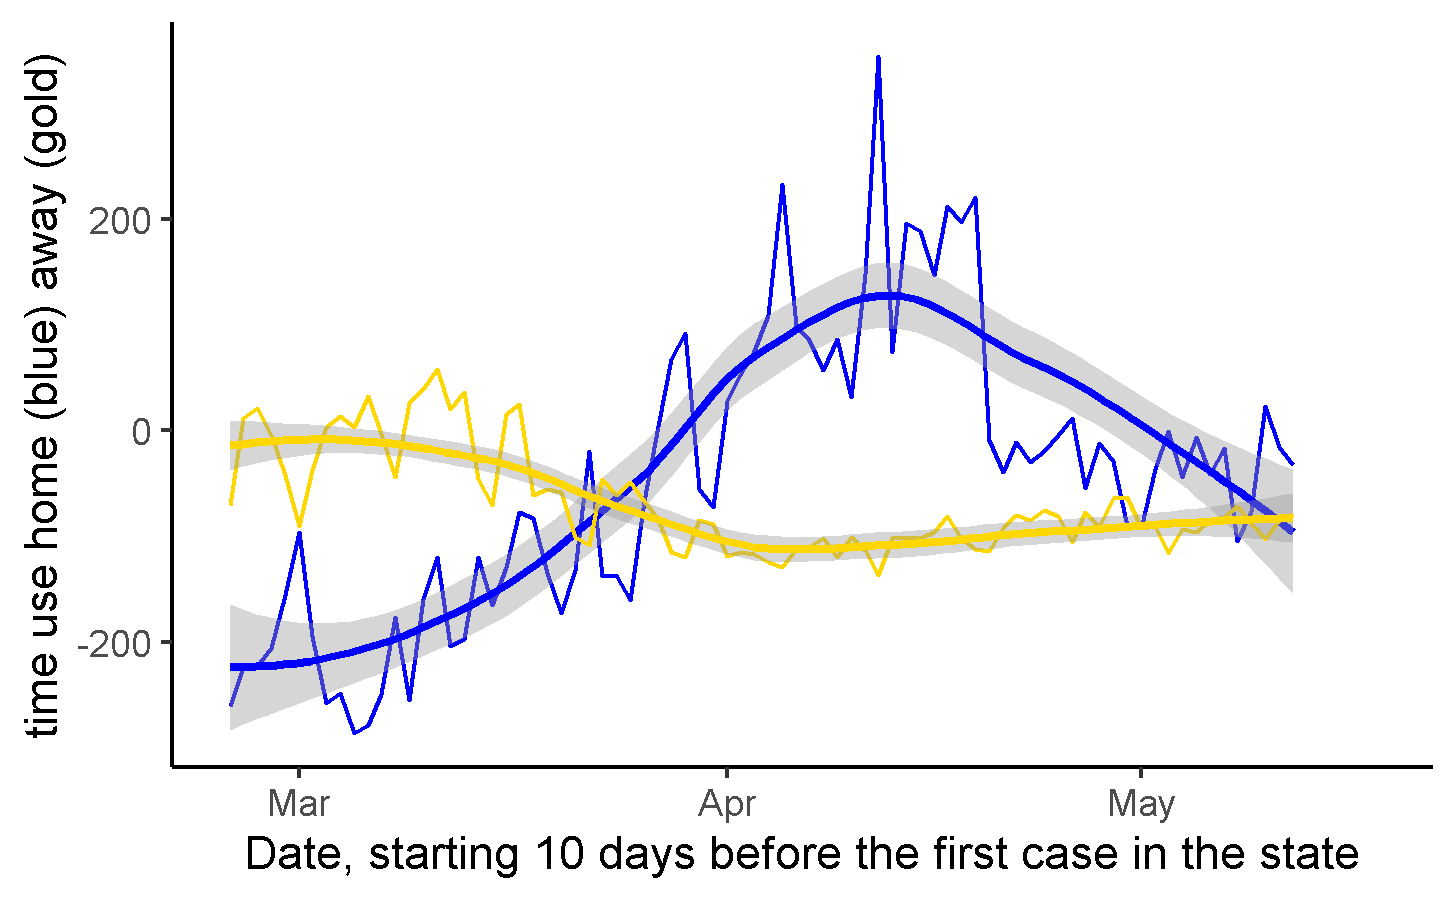 time use home (blue) away (gold)
200
0
-200
Mar Apr May
Date, starting 10 days before the first case in the state